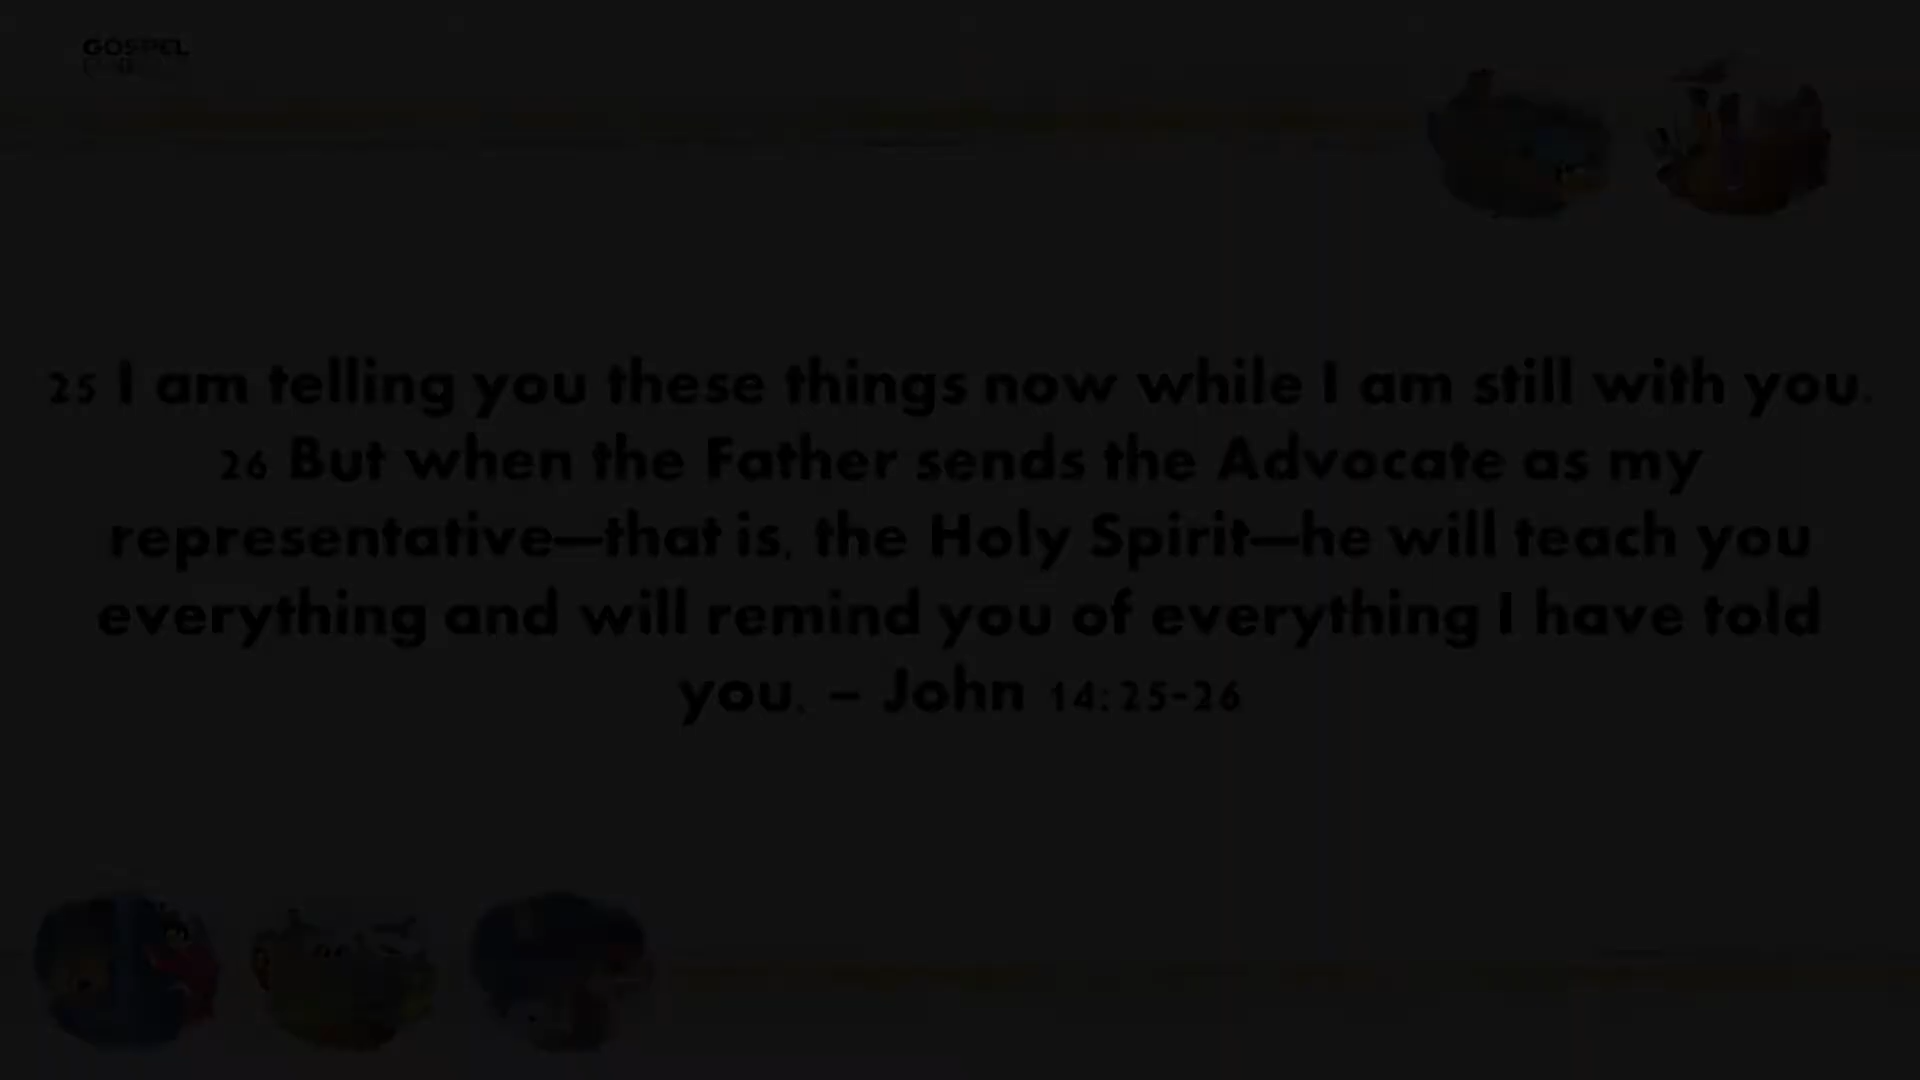 GOSPEL
25 I am telling you these things now while I am still with you.
26 But when the Father sends the Advocate as my
representative—that is, the Holy Spirit—he will teach you
everything and will remind you of everything I have told
you. – John 14:25-26